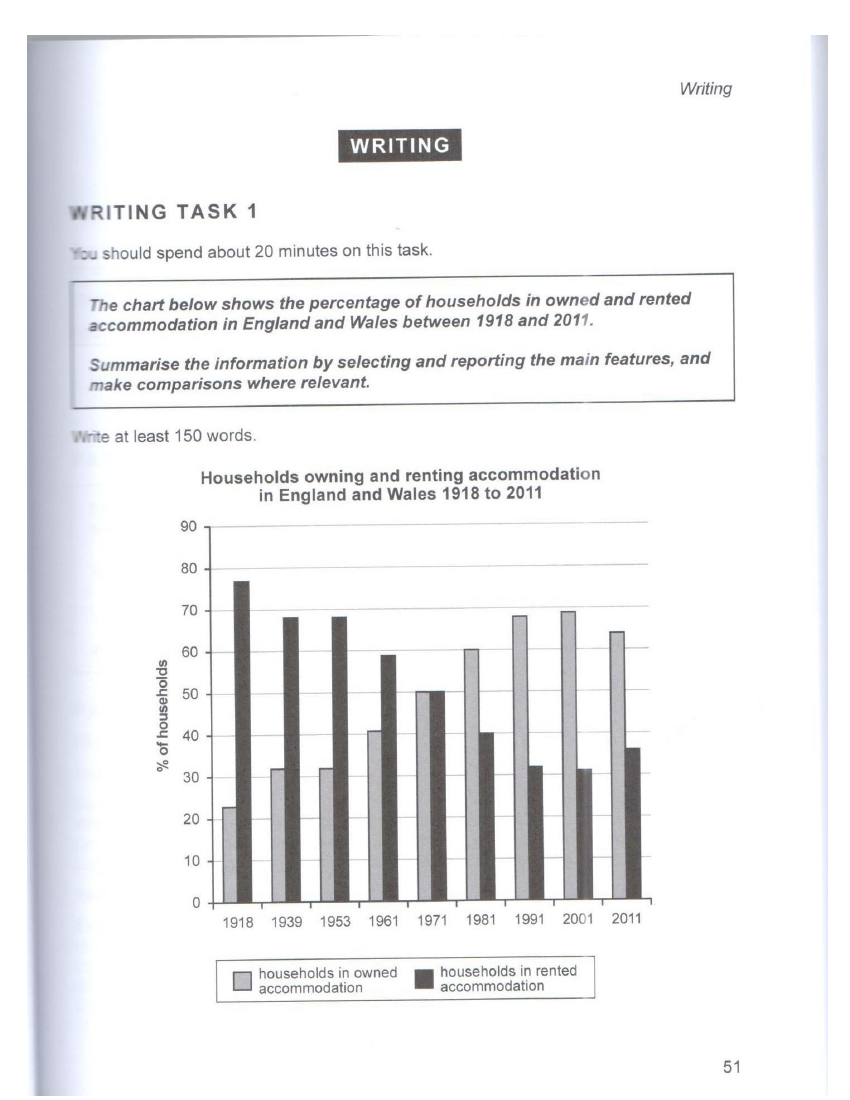 Writing
WRITING
WRITING TASK 1
You should spend about 20 minutes on this task.
The chart below shows the percentage of households in owned and rented
accommodation in England and Wales between 1918 and 2011.
Summarise the information by selecting and reporting the main features, and
make comparisons where relevant.
Write at least 150 words.
Households owning and renting accommodation
in England and Wales 1918 to 2011
90
80
70
60
50
40
30
20
10
0
% of households
1918 1939 1953 1961 1971 1981 1991 2001 2011
households in owned
accommodation
households in rented
accommodation
51